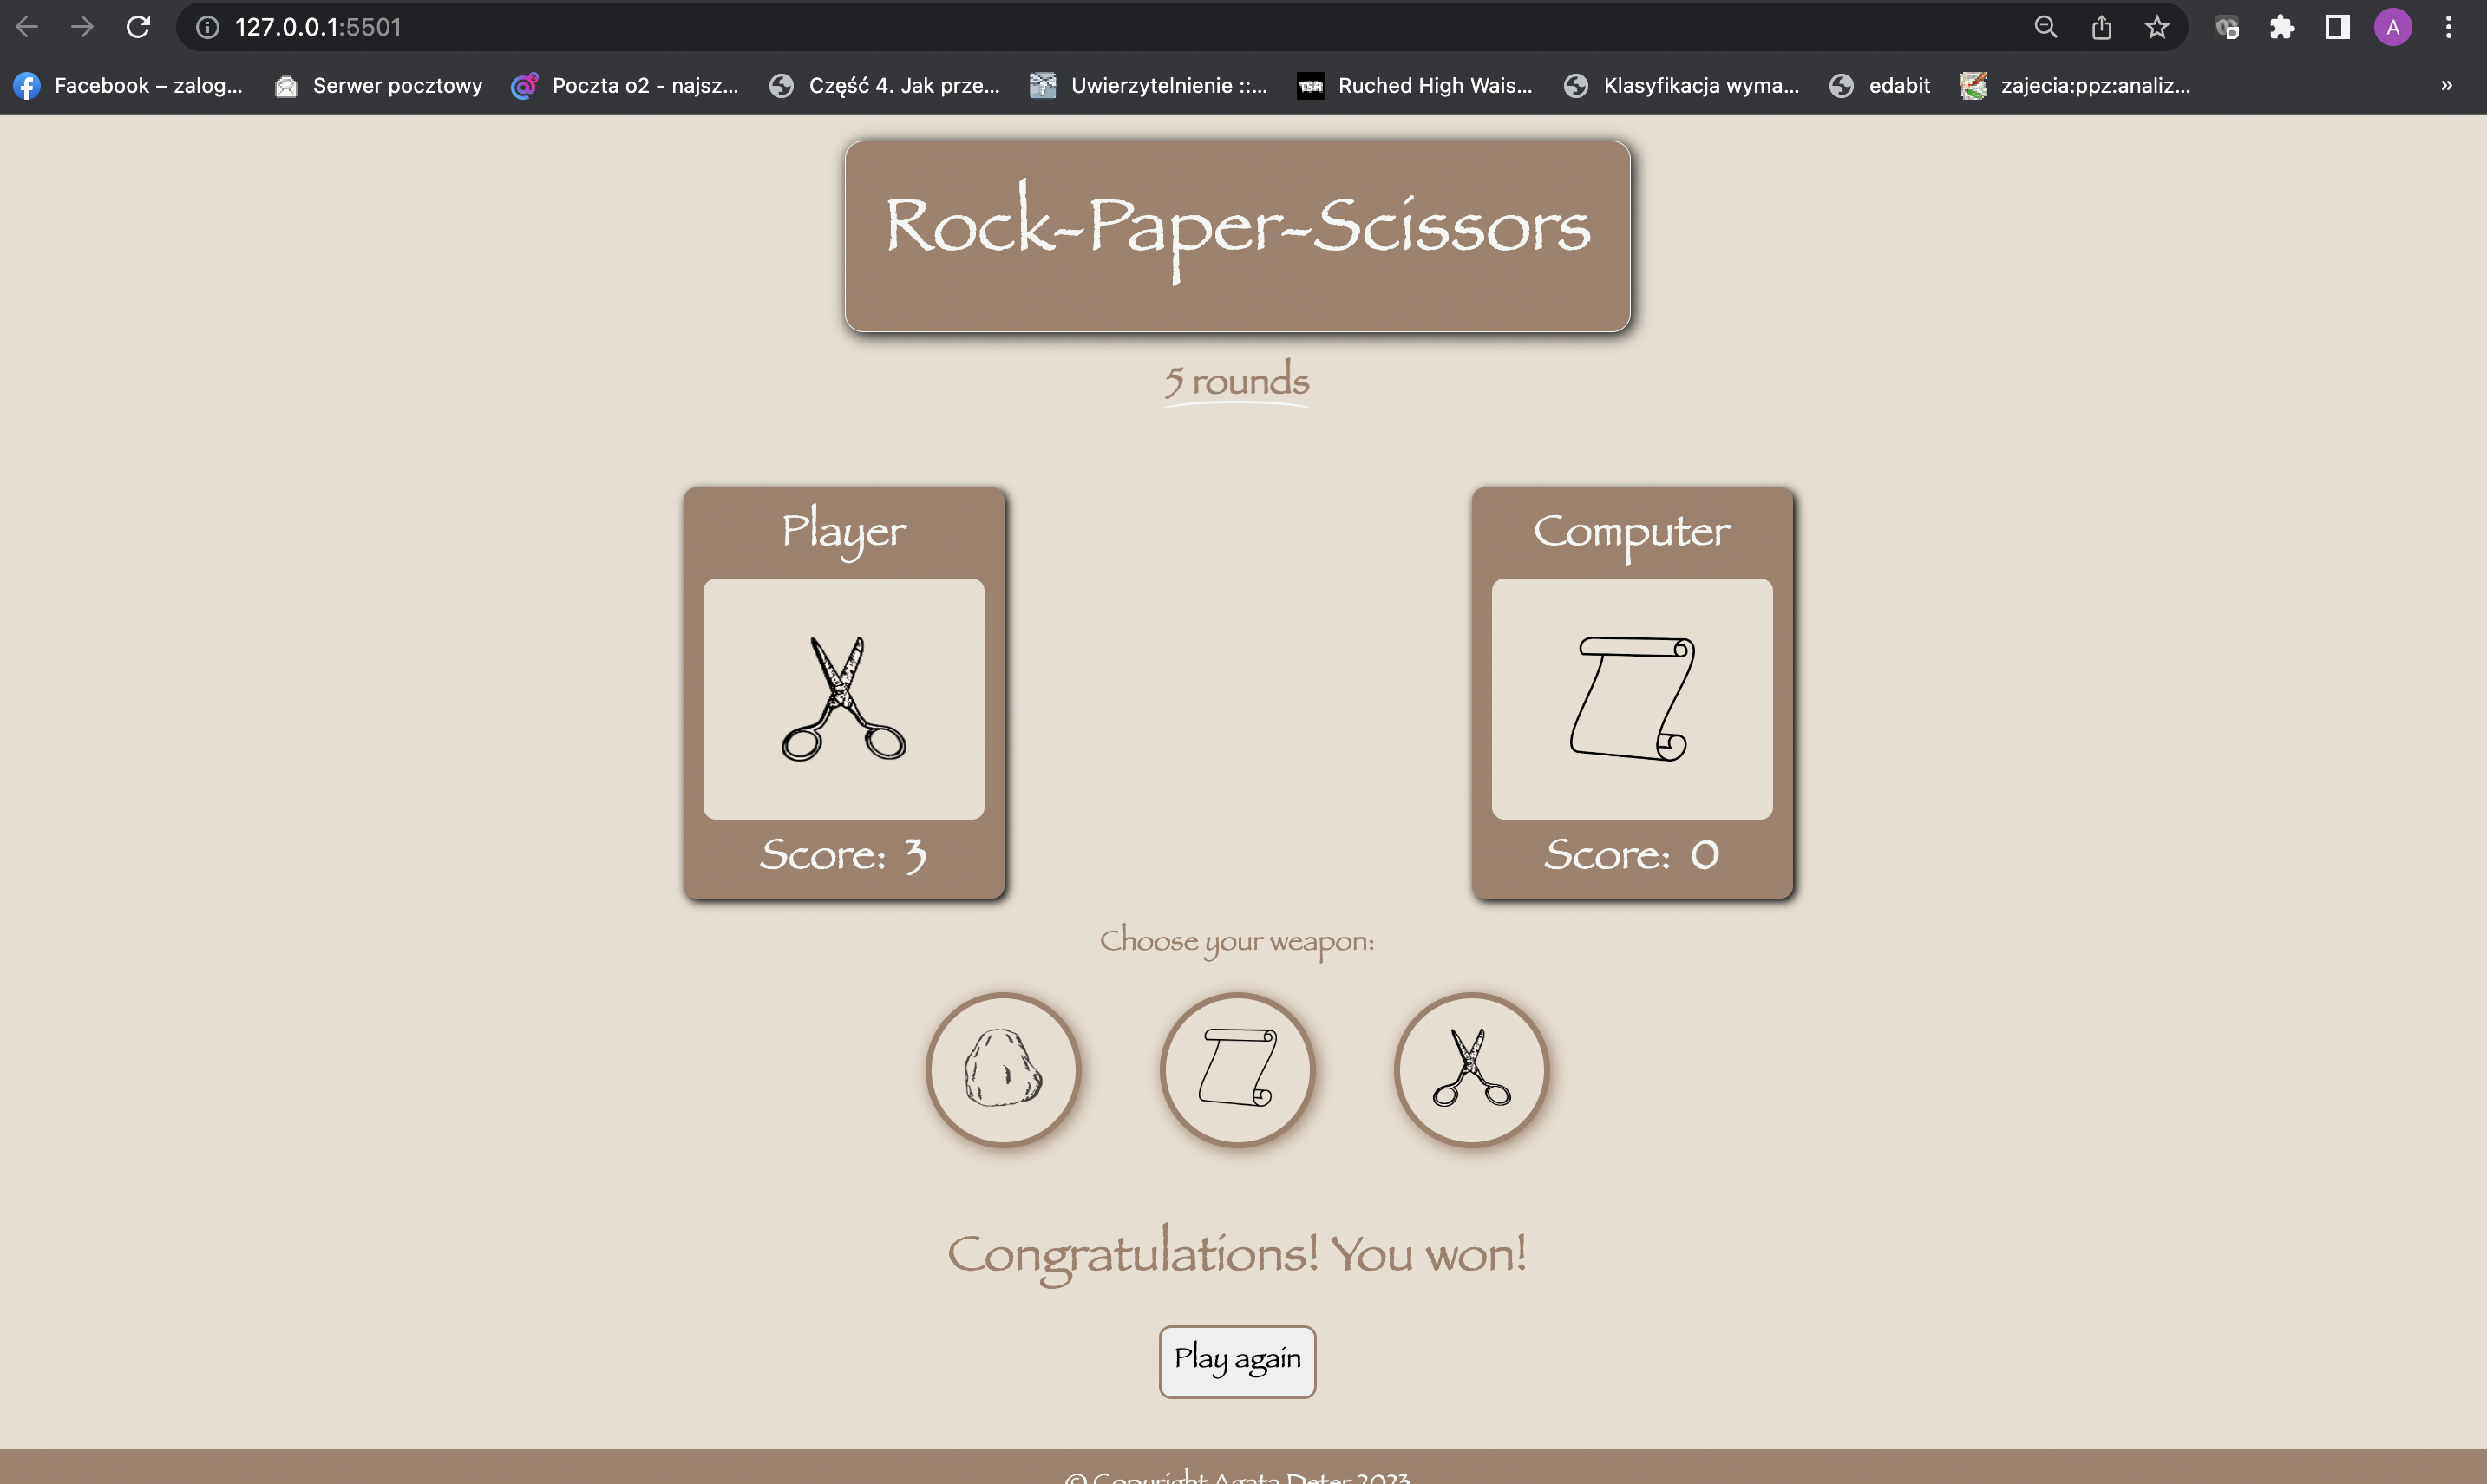 127.0.0.1:5501
A
Facebook – zalog... Serwer pocztowy Poczta o2 - najsz... Część 4. Jak prze... Uwierzytelnienie ::... TSR Ruched High Wais... Klasyfikacja wyma... edabit zajecia:ppz:analiz... »
Rock-Paper-Scissors
5 rounds
Player
Computer
Score: 3
Score: 0
Choose your weapon:
Congratulations! You won!
Play again
© Copyright Agata Deter 2023